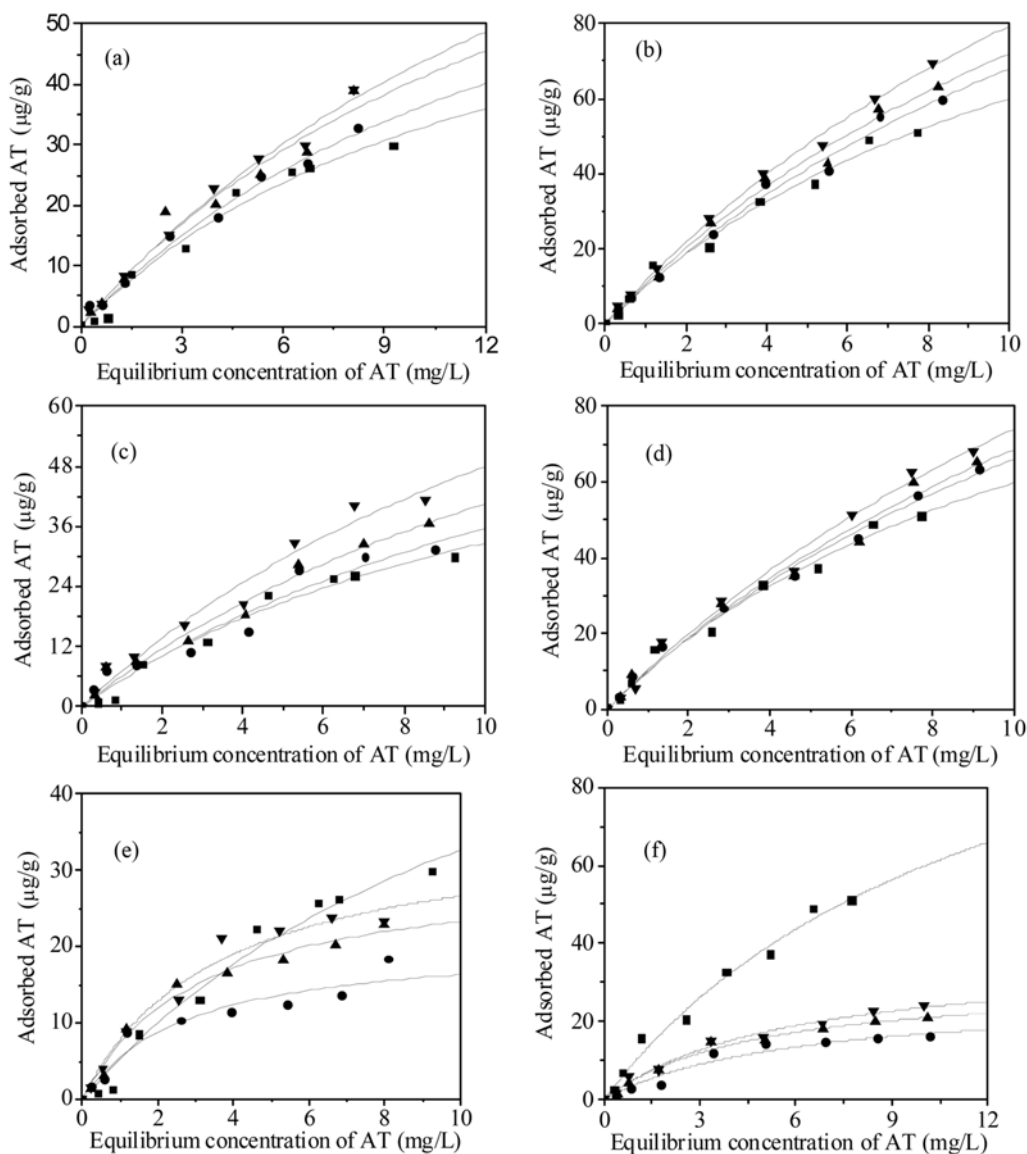 50
40
30
20
10
0
(a)
Adsorbed AT (µg/g)
0 3 6 9 12
Equilibrium concentration of AT (mg/L)
80
60
40
20
0
(b)
Adsorbed AT (µg/g)
0 2 4 6 8 10
Equilibrium concentration of AT (mg/L)
60
48
36
24
12
0
(c)
Adsorbed AT (µg/g)
0 2 4 6 8 10
Equilibrium concentration of AT (mg/L)
80
60
40
20
0
(d)
Adsorbed AT (µg/g)
0 2 4 6 8 10
Equilibrium concentration of AT (mg/L)
40
30
20
10
0
(e)
Adsorbed AT (µg/g)
0 2 4 6 8 10
Equilibrium concentration of AT (mg/L)
80
60
40
20
0
(f)
Adsorbed AT (µg/g)
0 3 6 9 12
Equilibrium concentration of AT (mg/L)